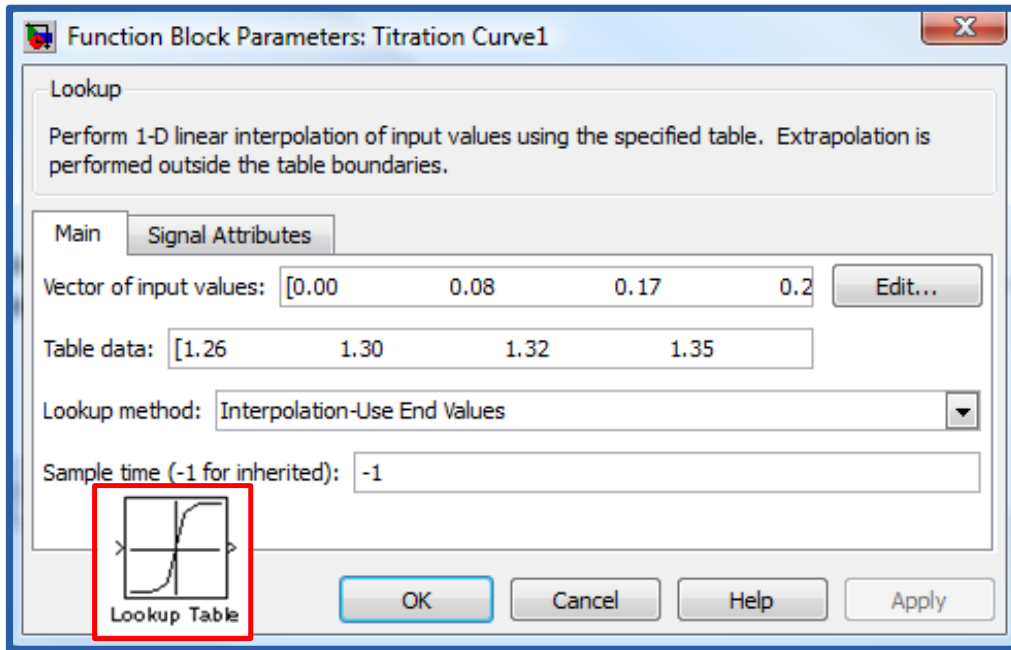 Function Block Parameters: Titration Curve1
Lookup
Perform 1-D linear interpolation of input values using the specified table. Extrapolation is
performed outside the table boundaries.
Main Signal Attributes
Vector of input values: [0.00 0.08 0.17 0.2 Edit...
Table data: [1.26 1.30 1.32 1.35
Lookup method: Interpolation-Use End Values
Sample time (-1 for inherited): -1
Lookup Table
OK Cancel Help Apply